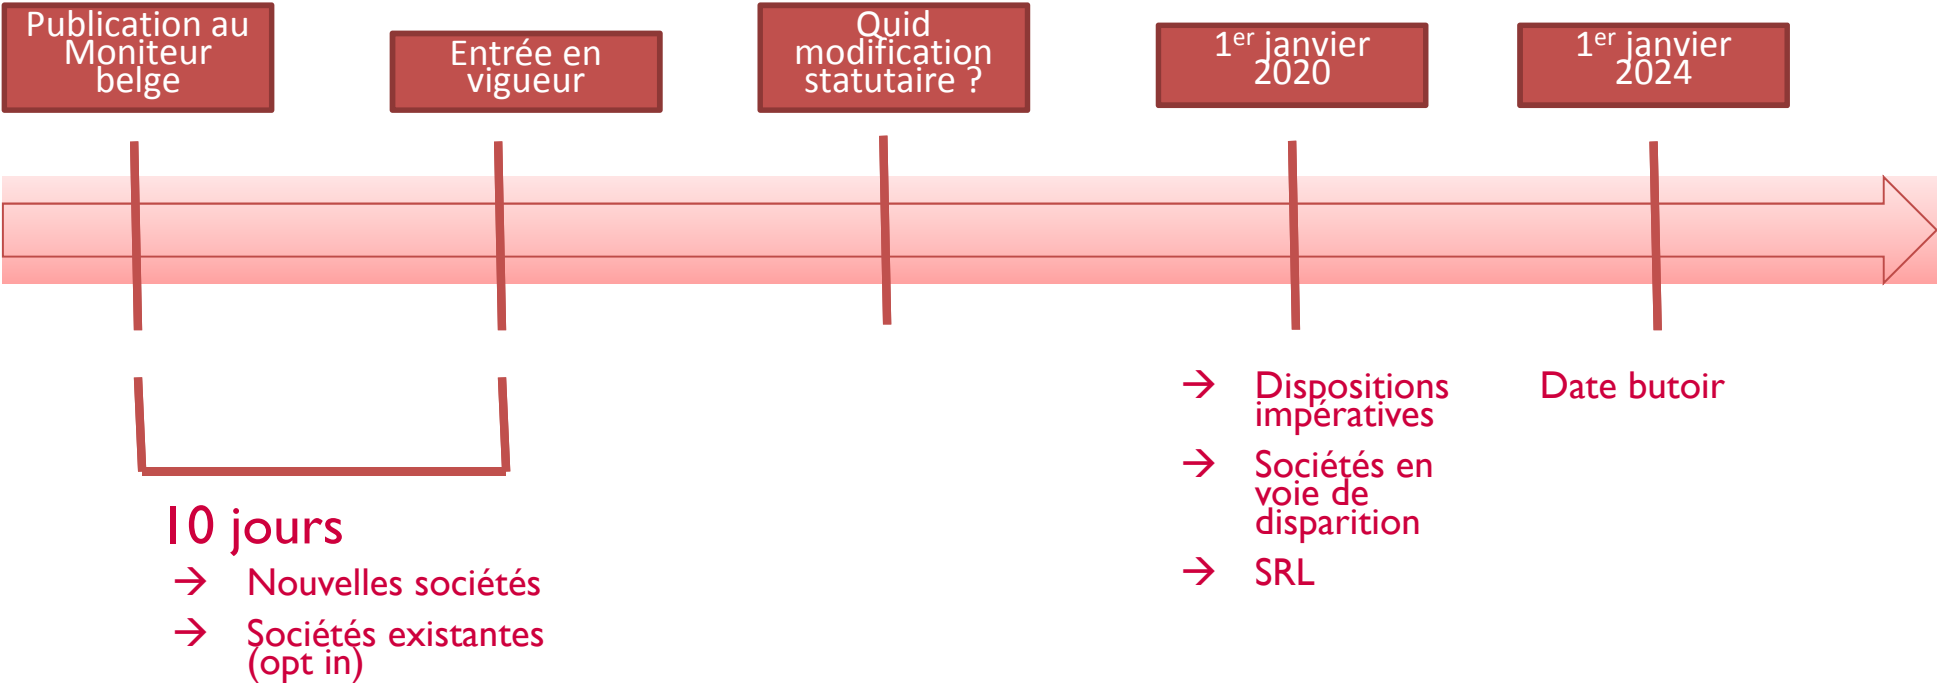 Publication au
Moniteur
belge
Entrée en
vigueur
Quid
modification
statutaire ?
1er janvier
2020
1er janvier
2024
10 jours
→ Nouvelles sociétés
→ Sociétés existantes
(opt in)
→ Dispositions
impératives
→ Sociétés en
voie de
disparition
→ SRL
Date butoir